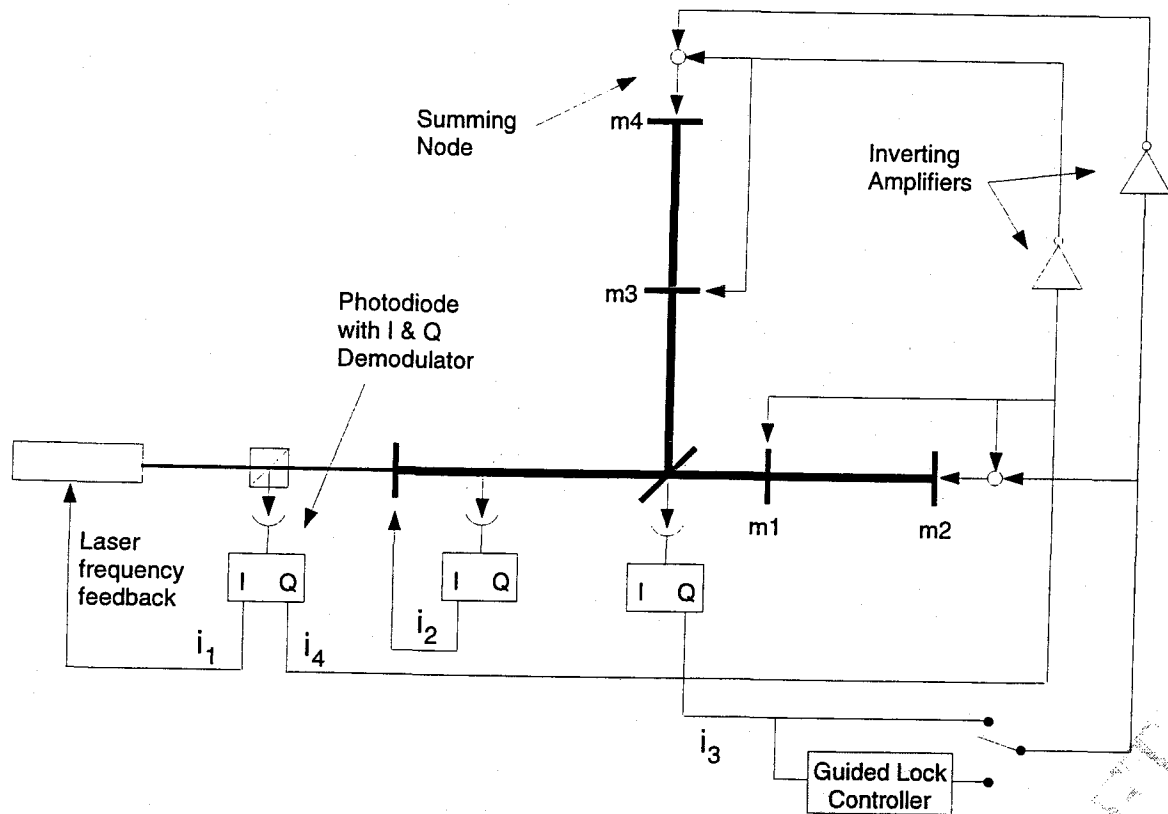 Summing
Node
m4
Inverting
Amplifiers
m3
Photodiode
with I & Q
Demodulator
m1
m2
Laser
frequency
feedback
I Q
I Q
I Q
i1
i4
i2
i3
Guided Lock
Controller